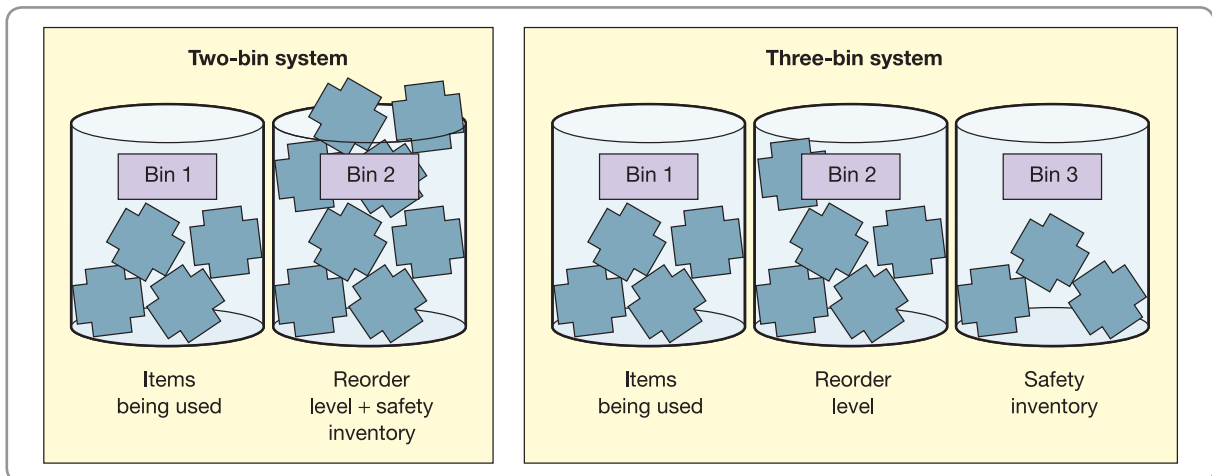 Two-bin system
Bin 1
Bin 2
Items
being used
Reorder
level + safety
inventory
Three-bin system
Bin 1
Bin 2
Bin 3
Items
being used
Reorder
level
Safety
inventory